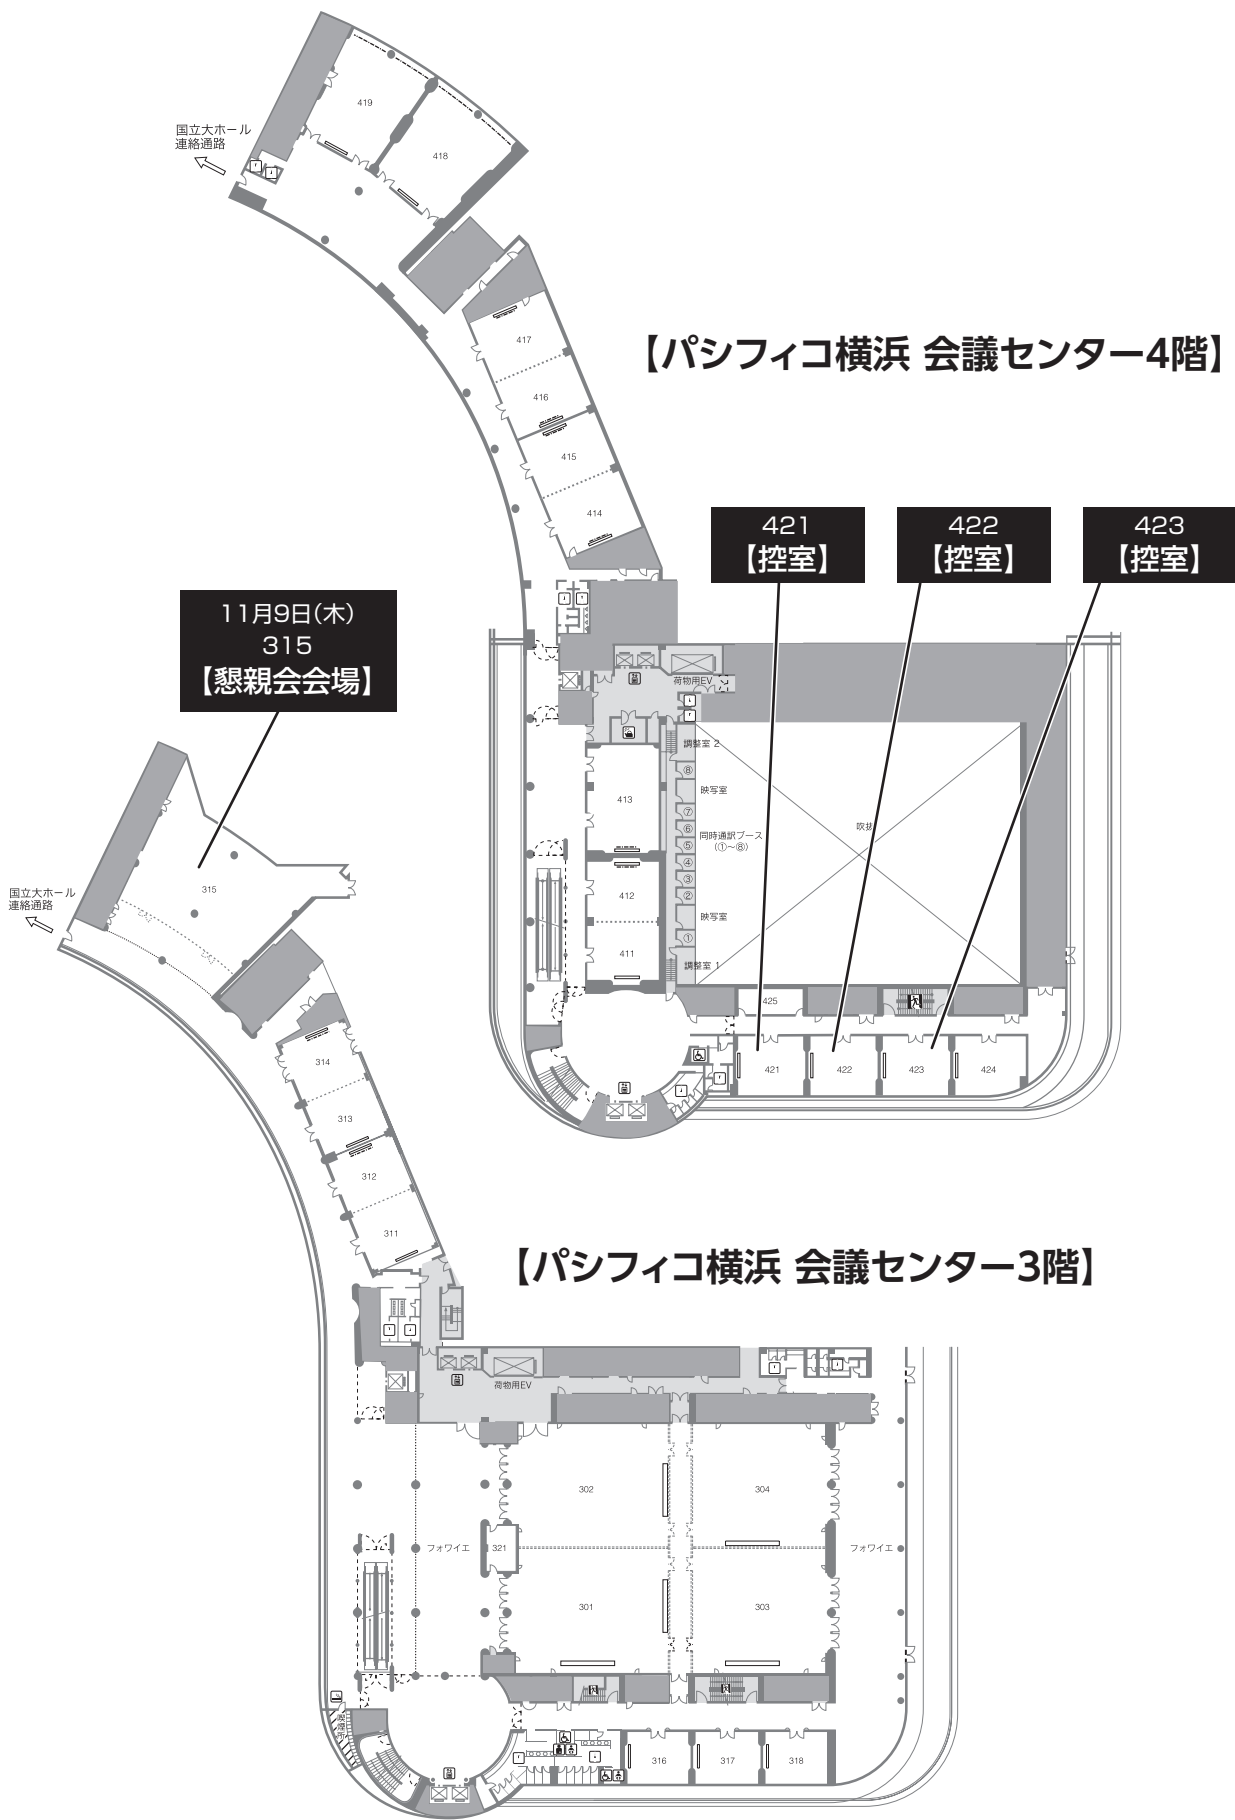 419
国立大ホール
連絡通路
418
417
【パシフィコ横浜 会議センター4階】
416
415
414
421
【控室】
422
【控室】
423
【控室】
11月9日(木)
315
【懇親会会場】
荷物用EV
調整室 2
⑧
映写室
413
⑦
⑥
同時通訳ブース
(①〜⑧)
⑤
④
③
412
②
映写室
①
411
調整室 1
吹抜
425
421
422
423
424
315
国立大ホール
連絡通路
314
313
312
311
【パシフィコ横浜 会議センター3階】
荷物用EV
302
304
フォワイエ
321
フォワイエ
301
303
喫煙所
316
317
318